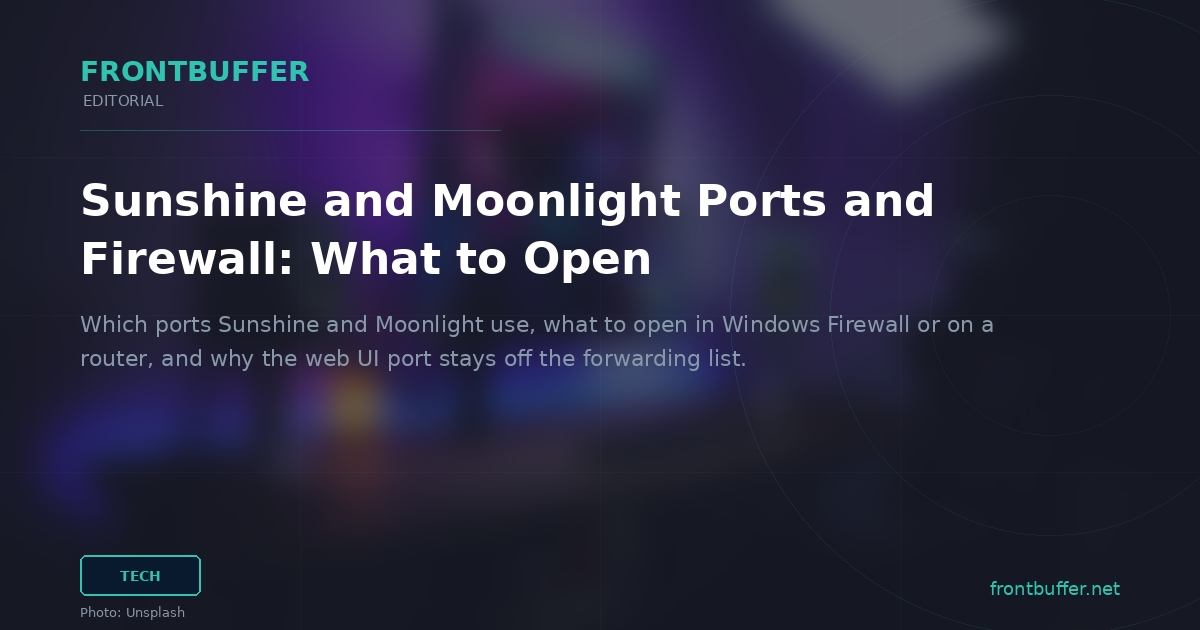 FRONTBUFFER
EDITORIAL
Sunshine and Moonlight Ports and
Firewall: What to Open
Which ports Sunshine and Moonlight use, what to open in Windows Firewall or on a
router, and why the web UI port stays off the forwarding list.
TECH
Photo: Unsplash
frontbuffer.net